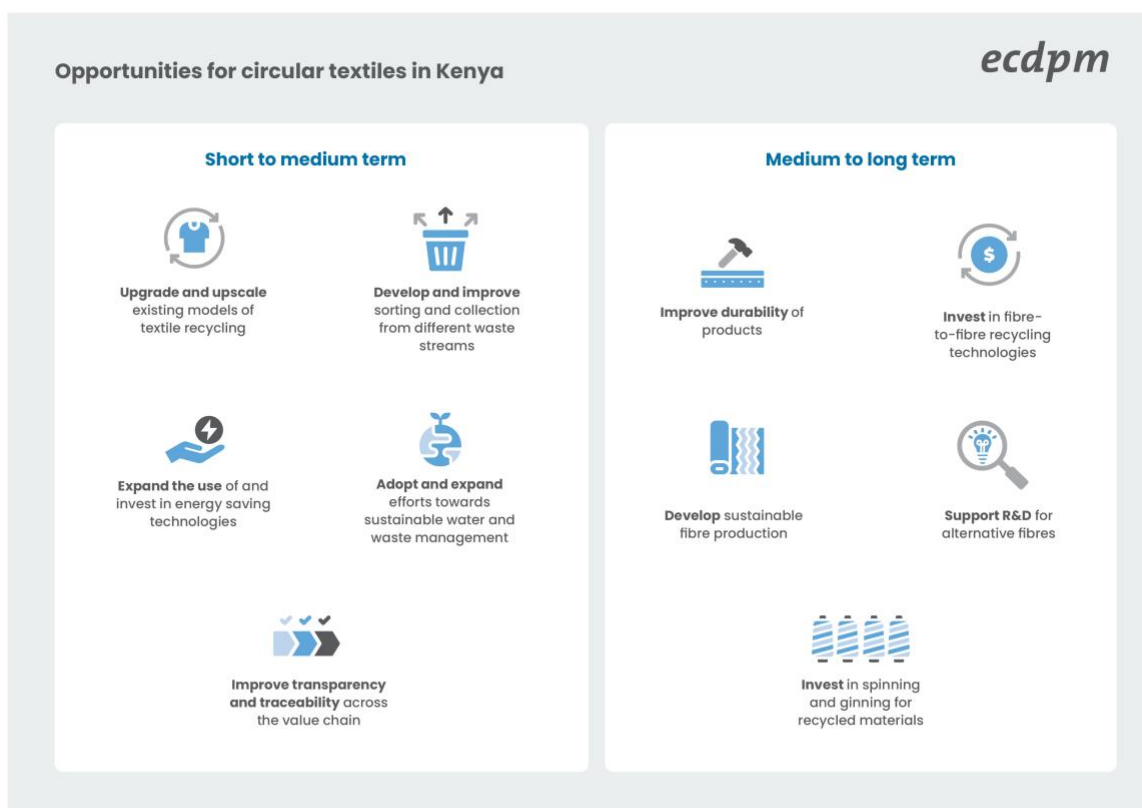 Opportunities for circular textiles in Kenya
ecdpm
Short to medium term
Upgrade and upscale
existing models of
textile recycling
Develop and improve
sorting and collection
from different waste
streams
Expand the use of and
invest in energy saving
technologies
Adopt and expand
efforts towards
sustainable water and
waste management
Improve transparency
and traceability across
the value chain
Medium to long term
Improve durability of
products
$
Invest in fibre-
to-fibre recycling
technologies
Develop sustainable
fibre production
Support R&D for
alternative fibres
Invest in spinning
and ginning for
recycled materials